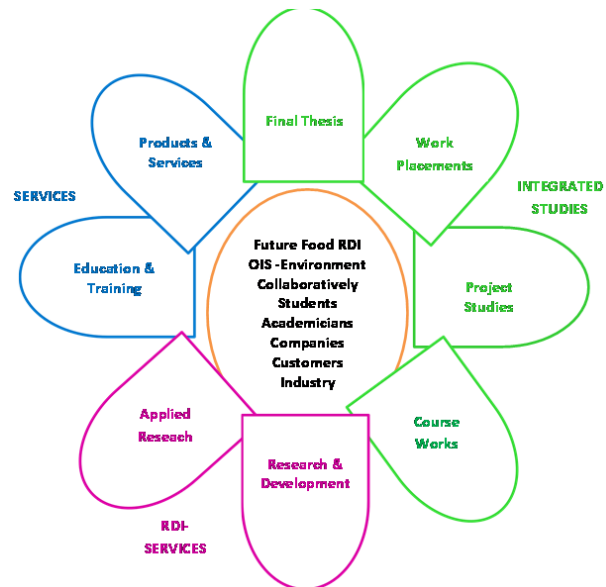 Final Thesis
Products &
Services
Work
Placements
SERVICES
INTEGRATED
STUDIES
Education &
Training
Future Food RDI
OIS -Environment
Collaboratively
Students
Academicians
Companies
Customers
Industry
Project
Studies
Applied
Reseach
Course
Works
Research &
Development
RDI-
SERVICES